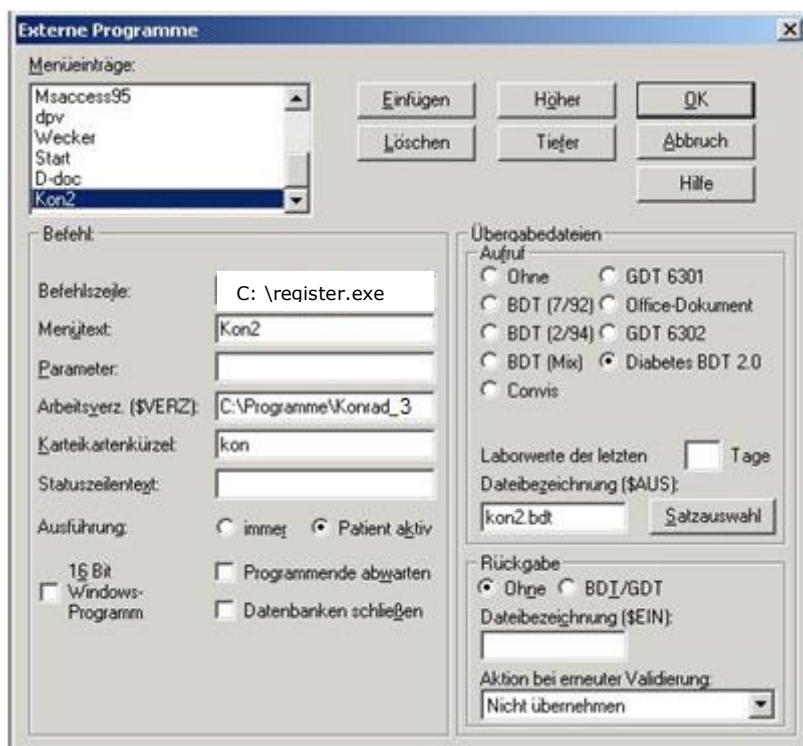 Externe Programme
Menüeinträge:
Msaccess95
dpv
Wecker
Start
D-doc
Kon2
Einfügen
Höher
OK
Löschen
Tiefer
Abbruch
Hilfe
Befehl:
Befehlszeile: C: \register.exe
Menütext: Kon2
Parameter:
Arbeitsverz. ($VERZ): C:\Programme\Konrad_3
Karteikartenkürzel: kon
Statuszeilentext:
Ausführung: immer Patient aktiv
16 Bit
Windows-
Programm
Programmende abwarten
Datenbanken schließen
Übergabedateien
Aufruf
Ohne GDT 6301
BDT (7/92) Office-Dokument
BDT (2/94) GDT 6302
BDT (Mix) Diabetes BDT 2.0
Convis
Laborwerte der letzten Tage
Dateibezeichnung ($AUS):
kon2.bdt Satzauswahl
Rückgabe
Ohne BDT/GDT
Dateibezeichnung ($EIN):
Aktion bei erneuter Validierung:
Nicht übernehmen